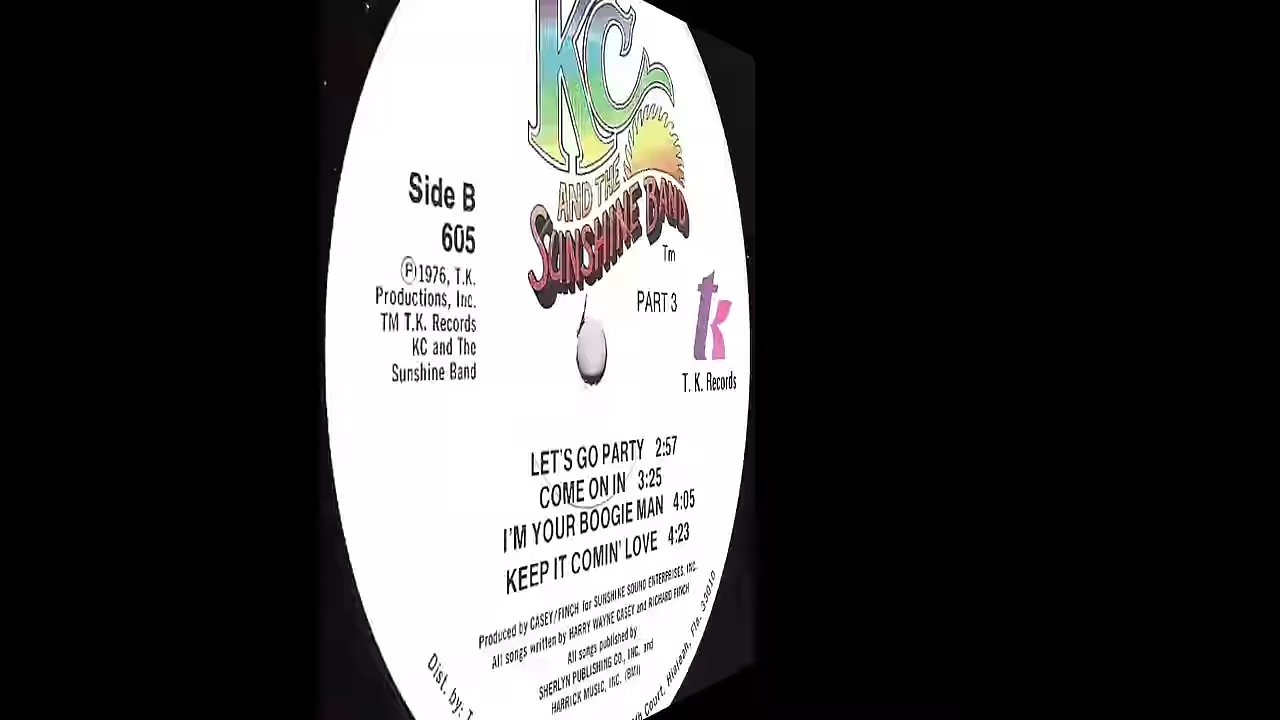 KC
AND THE
SUNSHINE BAND
TM
Side B
605
Ⓟ1976, T.K.
Productions, Inc.
TM T.K. Records
KC and The
Sunshine Band
PART 3
tk
T. K. Records
LET'S GO PARTY 2:57
COME ON IN 3:25
I'M YOUR BOOGIE MAN 4:05
KEEP IT COMIN' LOVE 4:23
Produced by CASEY/FINCH for SUNSHINE SOUND ENTERPRISES, INC.
All songs written by HARRY WAYNE CASEY and RICHARD FINCH
All songs published by
SHERLYN PUBLISHING CO., INC. and
HARRICK MUSIC, INC. (BMI)
Dist. by: T
Court, Hialeah, Fla. 33010